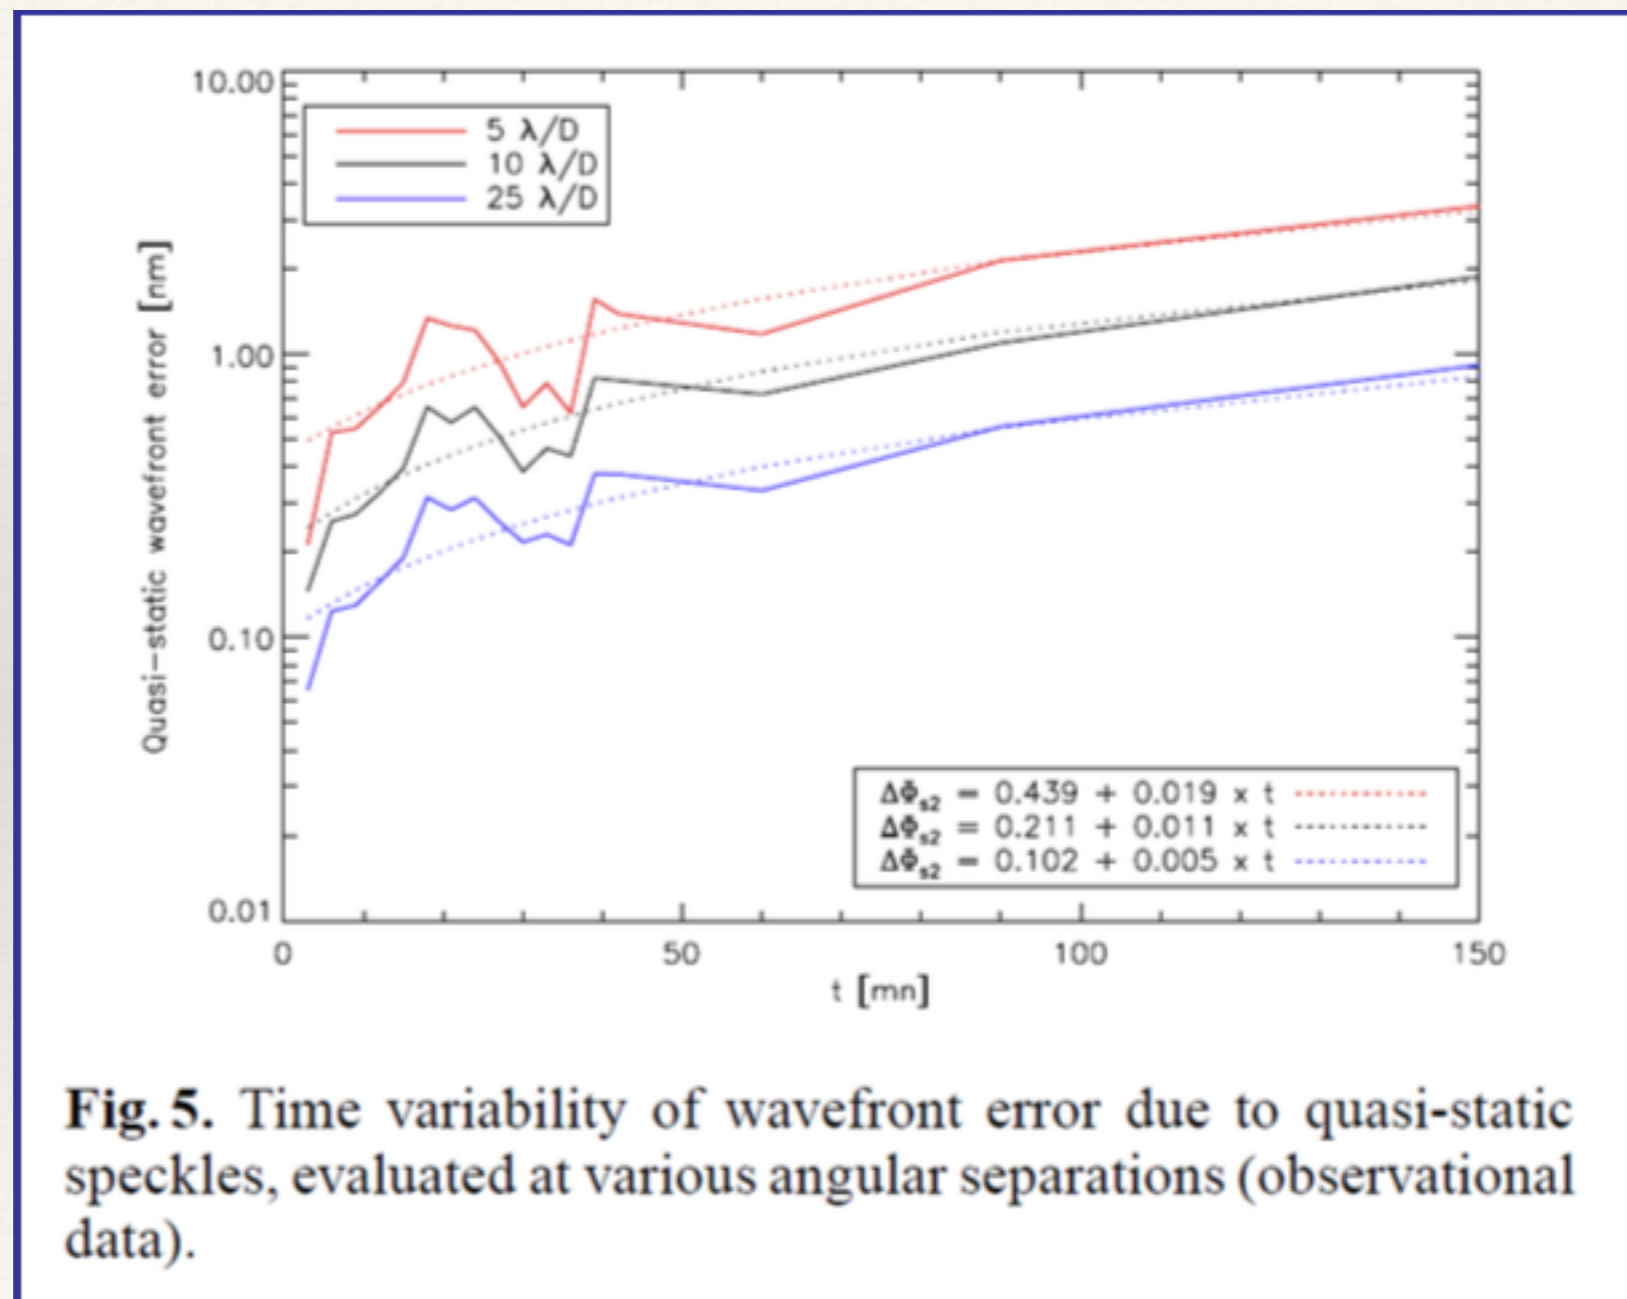 10.00
5 λ/D
10 λ/D
25 λ/D
1.00
0.10
0.01
Quasi-static wavefront error [nm]
ΔΦs2 = 0.439 + 0.019 x t
ΔΦs2 = 0.211 + 0.011 x t
ΔΦs2 = 0.102 + 0.005 x t
0 50 100 150
t [mn]
Fig. 5. Time variability of wavefront error due to quasi-static
speckles, evaluated at various angular separations (observational
data).